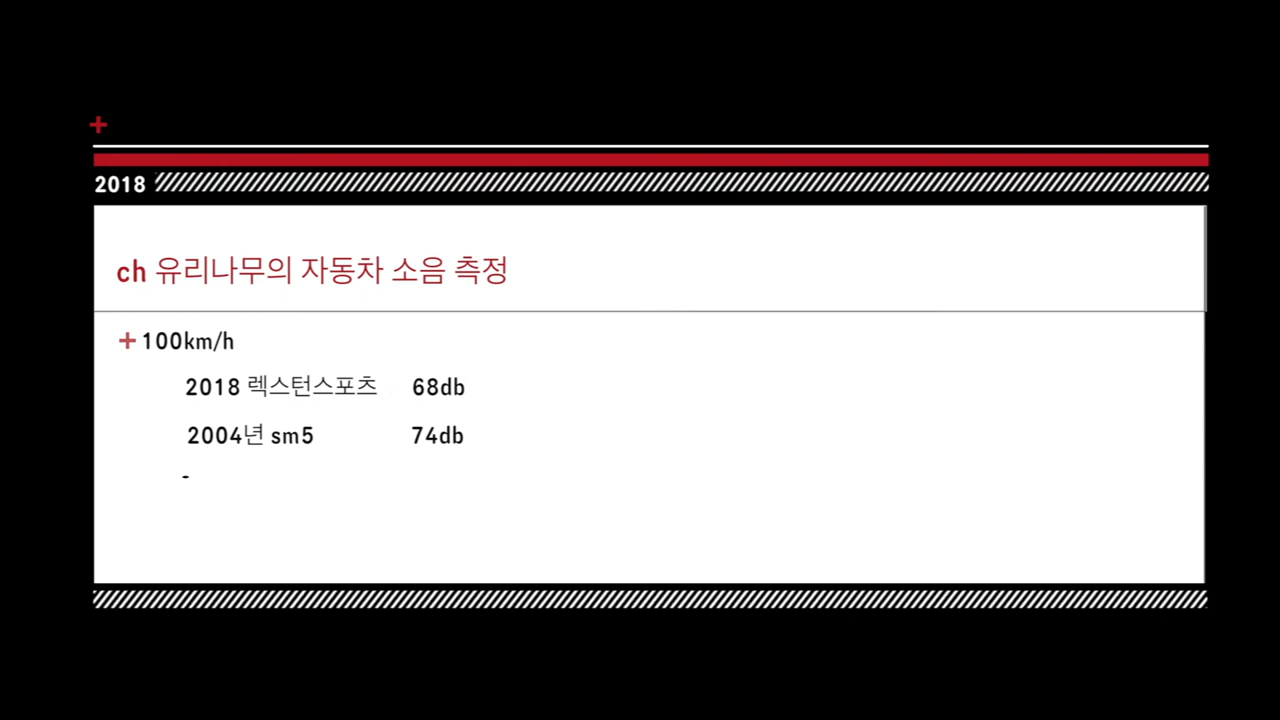 2018
ch 유리나무의 자동차 소음 측정
+ 100km/h
2018 렉스턴스포츠 68db
2004년 sm5 74db
-